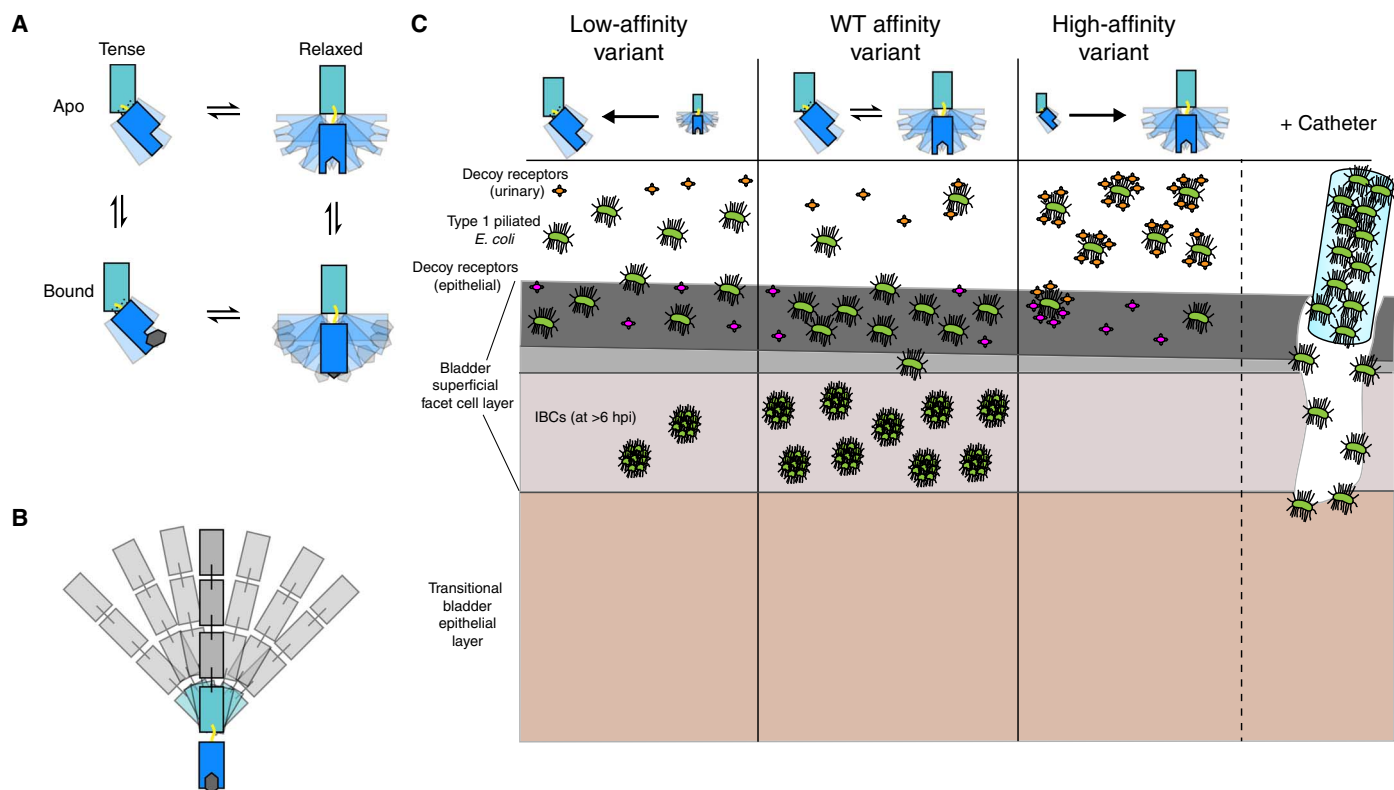 A
Tense
Relaxed
Apo
Bound
B
C
Low-affinity
variant
WT affinity
variant
High-affinity
variant
+ Catheter
Decoy receptors
(urinary)
Type 1 piliated
E. coli
Decoy receptors
(epithelial)
Bladder
superficial
facet cell layer
IBCs (at >6 hpi)
Transitional
bladder
epithelial
layer